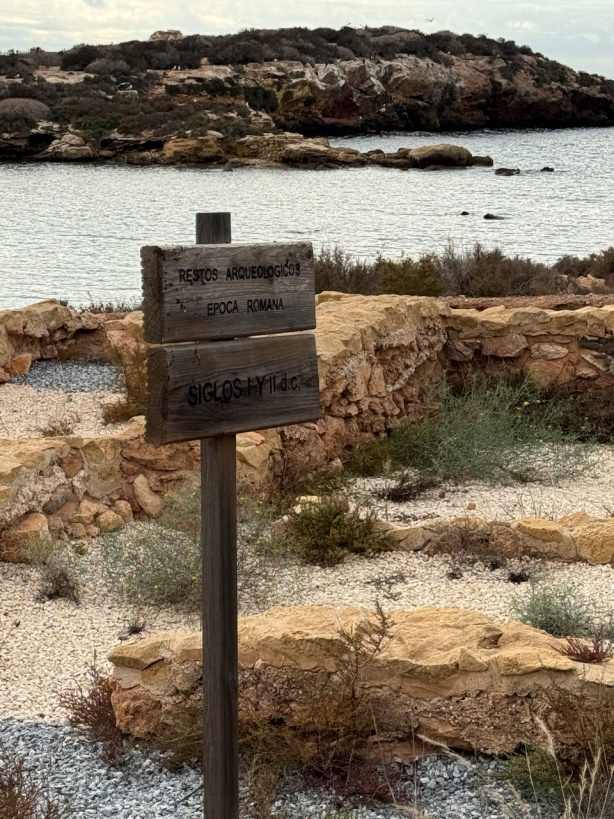 RESTOS ARQUEOLOGICOS
EPOCA ROMANA
SIGLOS I Y II d.c.